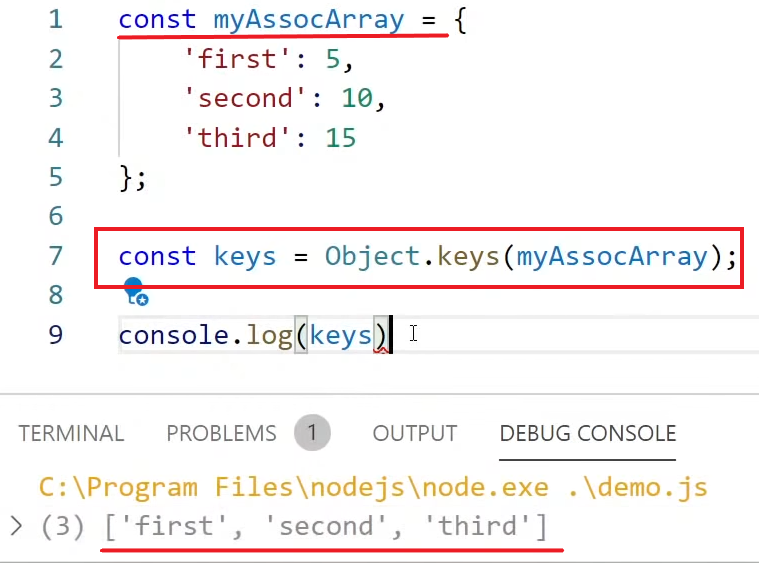 1 const myAssocArray = {
2 'first': 5,
3 'second': 10,
4 'third': 15
5 };
6
7 const keys = Object.keys(myAssocArray);
8
9 console.log(keys)
TERMINAL PROBLEMS 1 OUTPUT DEBUG CONSOLE
C:\Program Files\nodejs\node.exe .\demo.js
> (3) ['first', 'second', 'third']